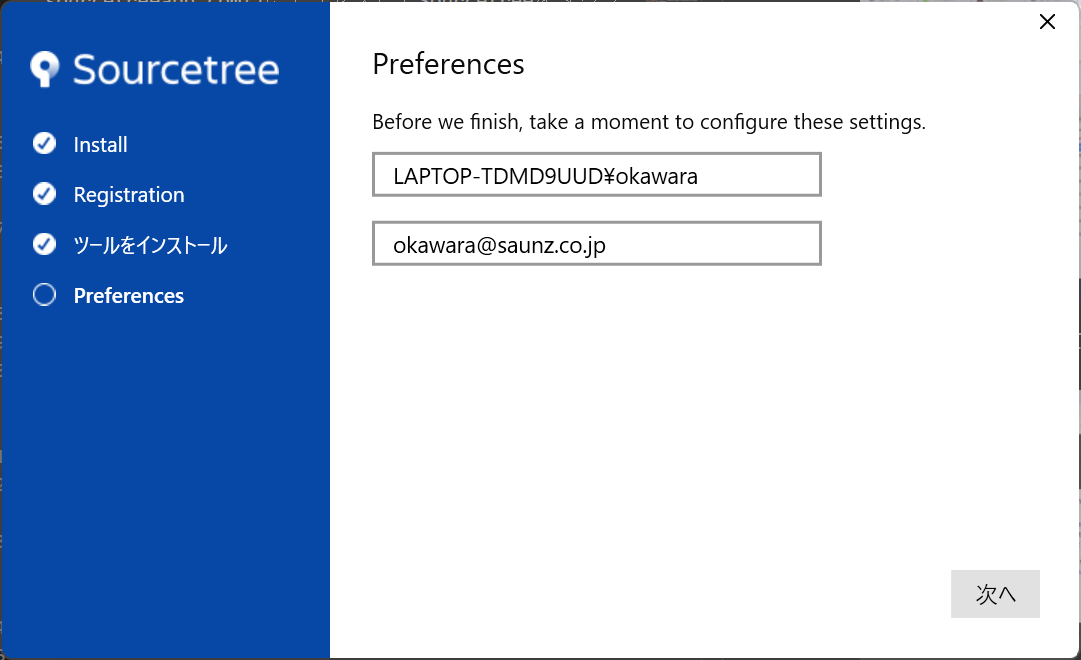 Sourcetree
Install
Registration
ツールをインストール
Preferences
Preferences
Before we finish, take a moment to configure these settings.
LAPTOP-TDMD9UUD¥okawara
okawara@saunz.co.jp
次へ